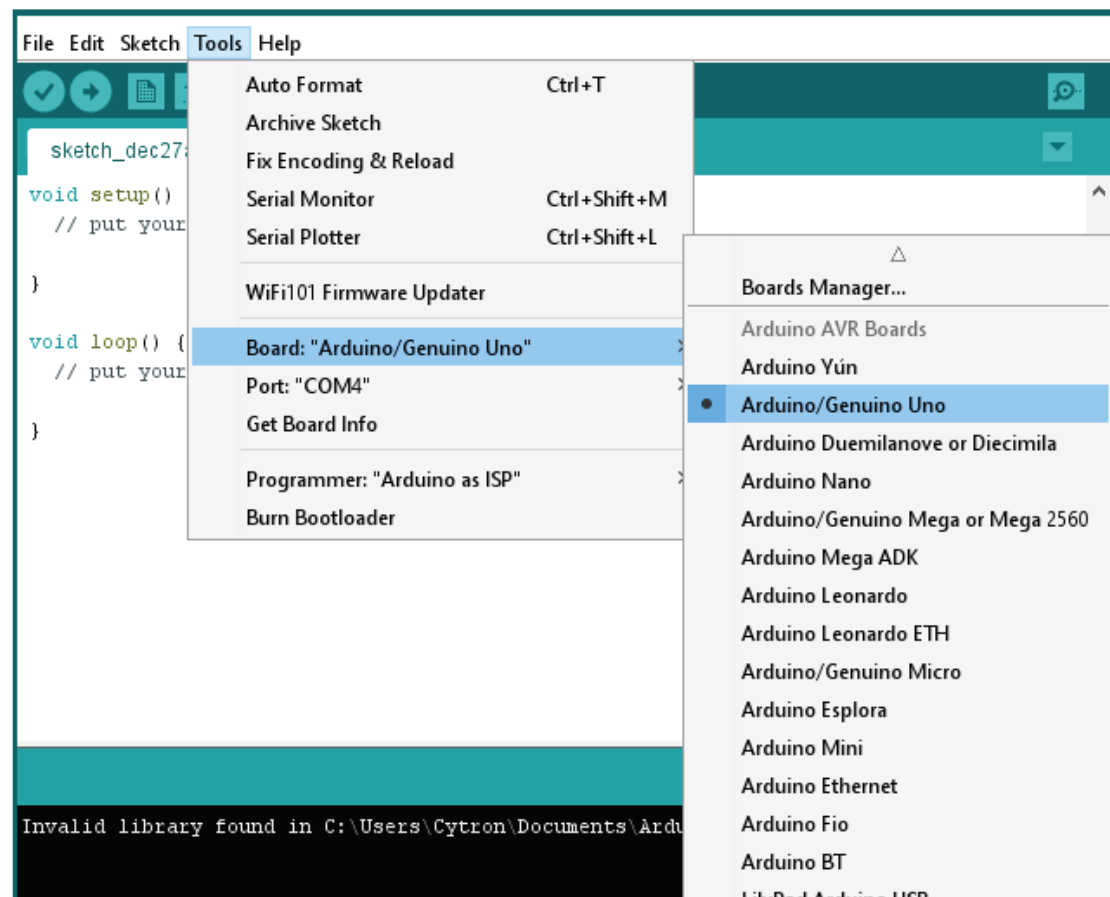 File Edit Sketch Tools Help
sketch_dec27a
void setup()
// put your
}
void loop() {
// put your
}
Auto Format Ctrl+T
Archive Sketch
Fix Encoding & Reload
Serial Monitor Ctrl+Shift+M
Serial Plotter Ctrl+Shift+L
WiFi101 Firmware Updater
Board: "Arduino/Genuino Uno"
Port: "COM4"
Get Board Info
Programmer: "Arduino as ISP"
Burn Bootloader
Boards Manager...
Arduino AVR Boards
Arduino Yún
Arduino/Genuino Uno
Arduino Duemilanove or Diecimila
Arduino Nano
Arduino/Genuino Mega or Mega 2560
Arduino Mega ADK
Arduino Leonardo
Arduino Leonardo ETH
Arduino/Genuino Micro
Arduino Esplora
Arduino Mini
Arduino Ethernet
Arduino Fio
Arduino BT
LilyPad Arduino USB
Invalid library found in C:\Users\Cytron\Documents\Ardu